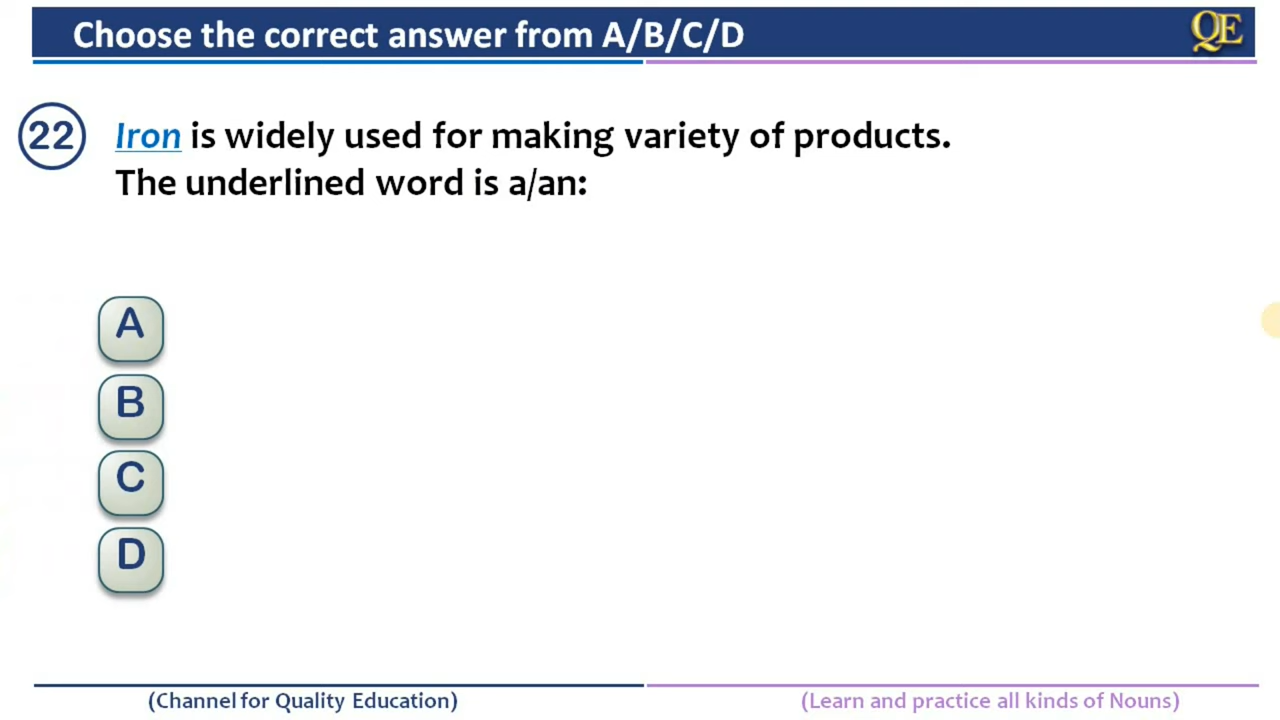 Choose the correct answer from A/B/C/D
QE
22
Iron is widely used for making variety of products.
The underlined word is a/an:
A
B
C
D
(Channel for Quality Education)
(Learn and practice all kinds of Nouns)